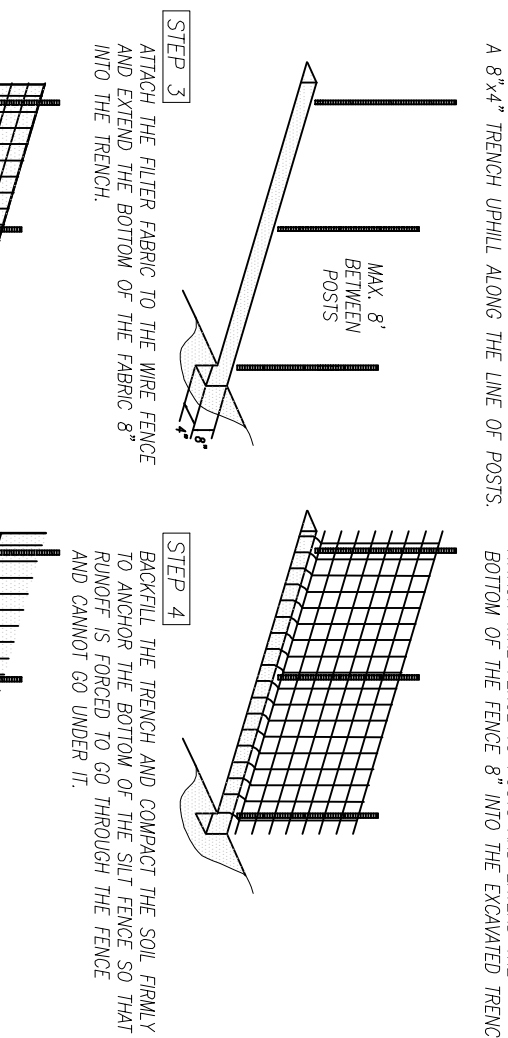 A 8"x4" TRENCH UPHILL ALONG THE LINE OF POSTS.
BOTTOM OF THE FENCE 8" INTO THE EXCAVATED TRENC
MAX. 8'
BETWEEN
POSTS
4"
8"
STEP 3
ATTACH THE FILTER FABRIC TO THE WIRE FENCE
AND EXTEND THE BOTTOM OF THE FABRIC 8"
INTO THE TRENCH.
STEP 4
BACKFILL THE TRENCH AND COMPACT THE SOIL FIRMLY
TO ANCHOR THE BOTTOM OF THE SILT FENCE SO THAT
RUNOFF IS FORCED TO GO THROUGH THE FENCE
AND CANNOT GO UNDER IT.